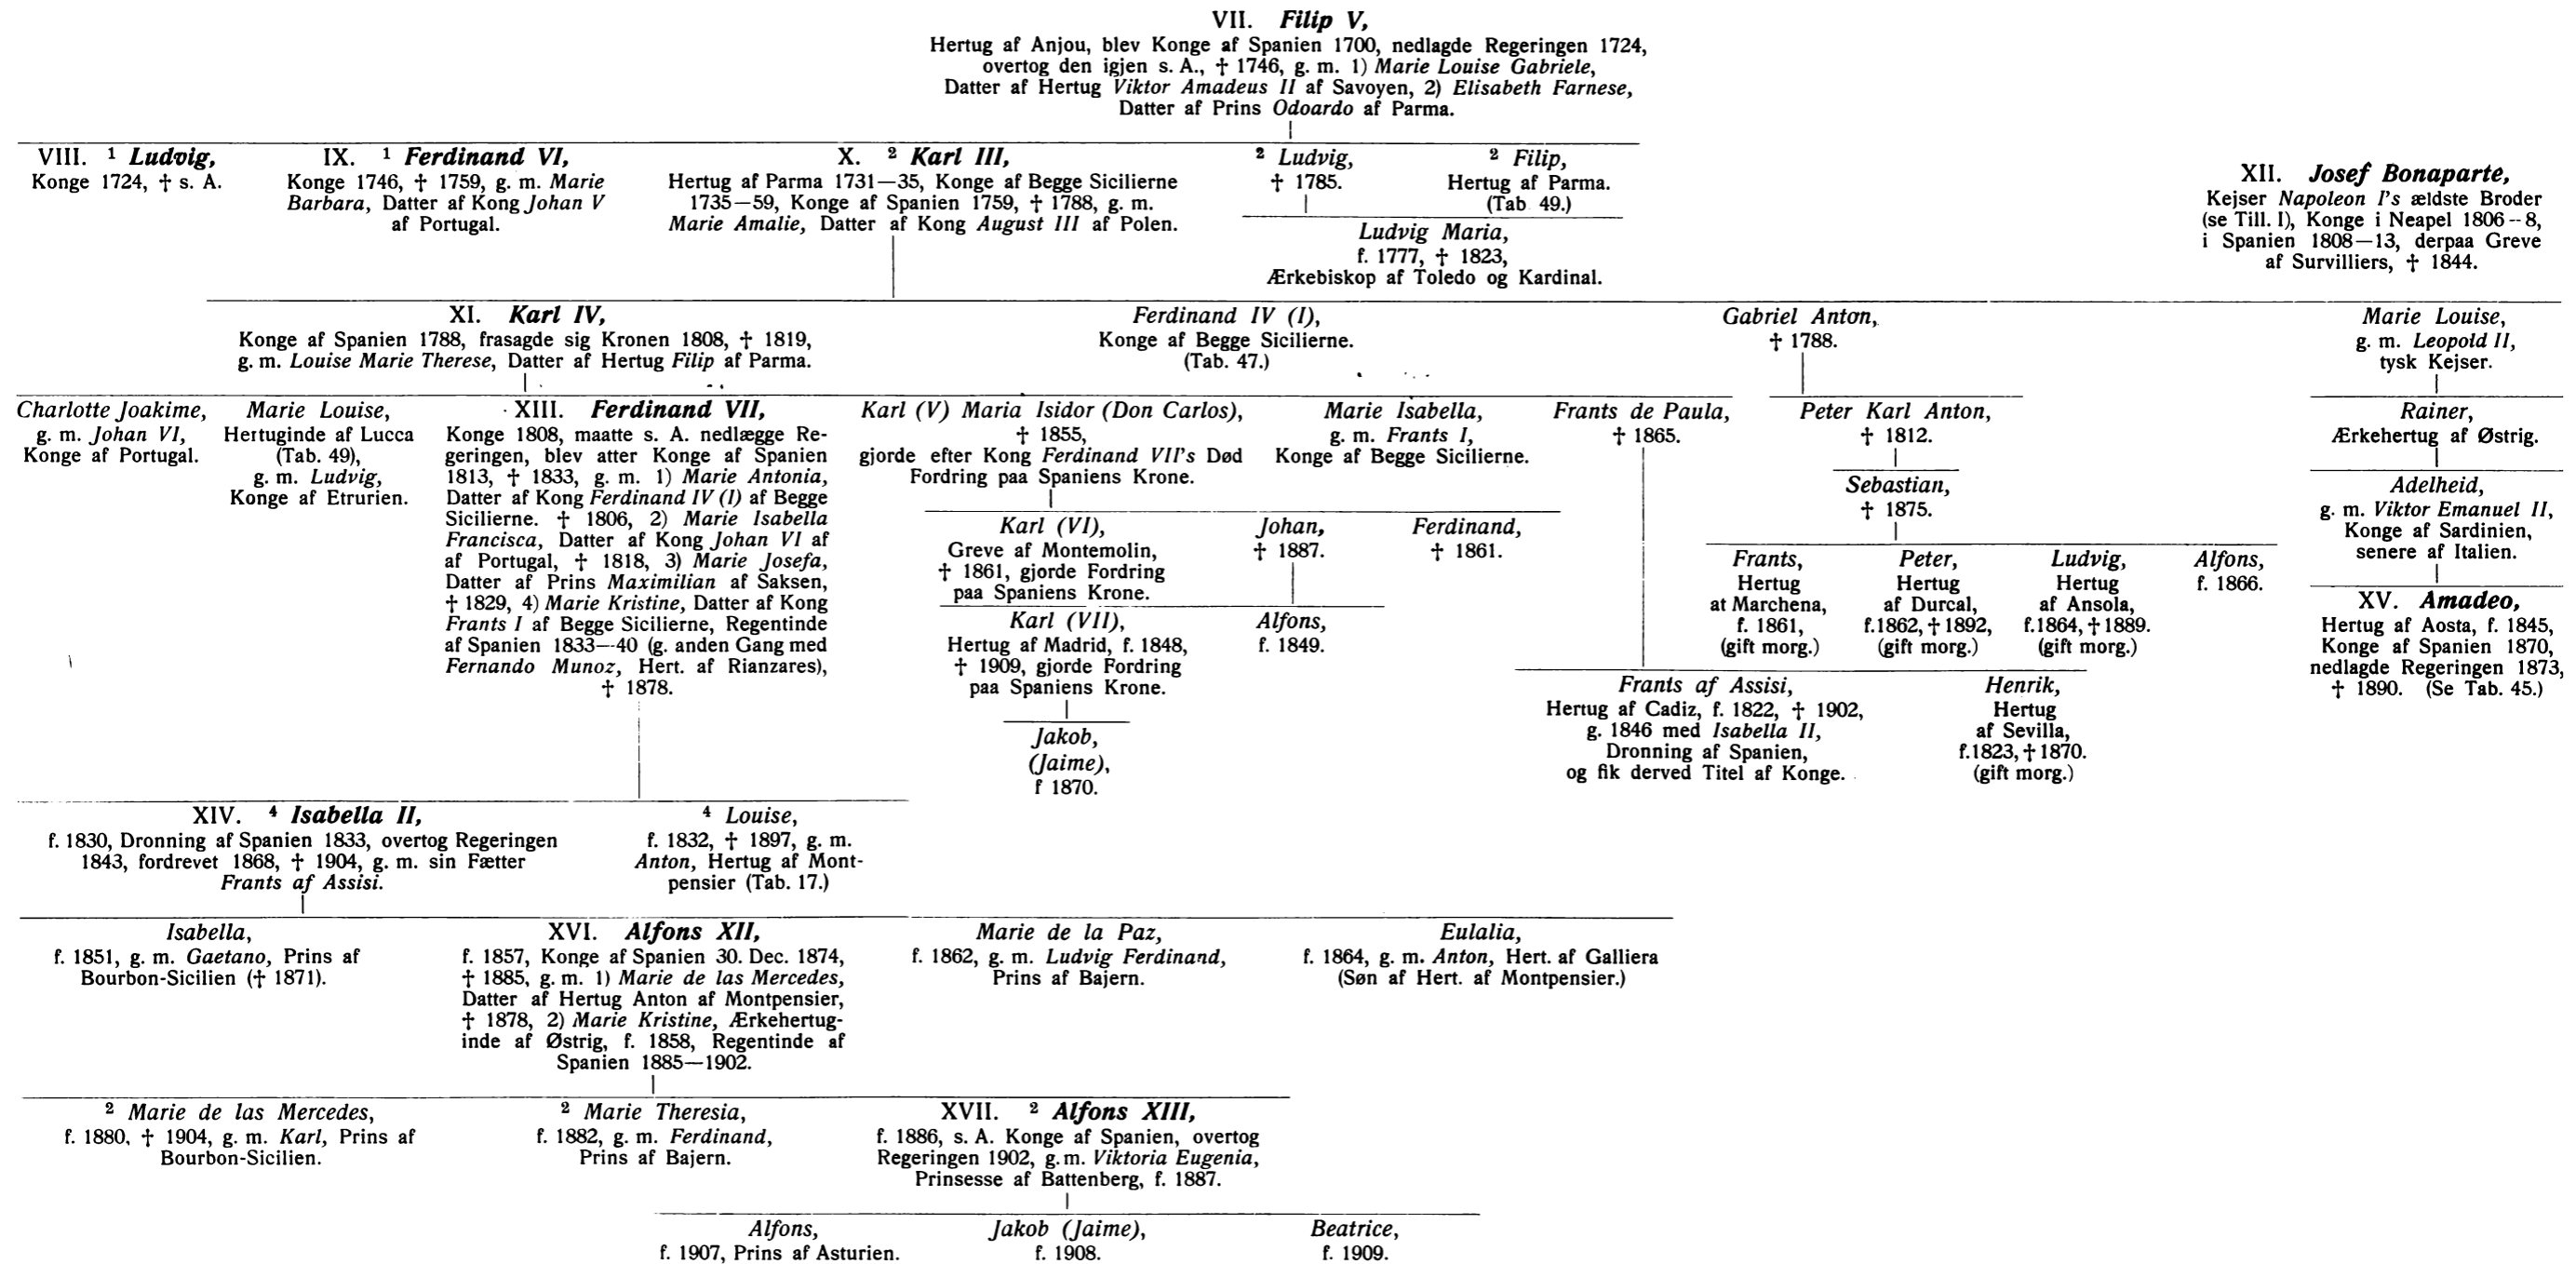 VII. Filip V,
Hertug af Anjou, blev Konge af Spanien 1700, nedlagde Regeringen 1724,
overtog den igjen s. A., † 1746, g. m. 1) Marie Louise Gabriele,
Datter af Hertug Viktor Amadeus II af Savoyen, 2) Elisabeth Farnese,
Datter af Prins Odoardo af Parma.
VIII. ¹ Ludvig,
Konge 1724, † s. A.
IX. ¹ Ferdinand VI,
Konge 1746, † 1759, g. m. Marie
Barbara, Datter af Kong Johan V
af Portugal.
X. ² Karl III,
Hertug af Parma 1731—35, Konge af Begge Sicilierne
1735—59, Konge af Spanien 1759, † 1788, g. m.
Marie Amalie, Datter af Kong August III af Polen.
² Ludvig,
† 1785.
² Filip,
Hertug af Parma.
(Tab 49.)
Ludvig Maria,
f. 1777, † 1823,
Ærkebiskop af Toledo og Kardinal.
XII. Josef Bonaparte,
Kejser Napoleon I's ældste Broder
(se Till. I), Konge i Neapel 1806--8,
i Spanien 1808—13, derpaa Greve
af Survilliers, † 1844.
XI. Karl IV,
Konge af Spanien 1788, frasagde sig Kronen 1808, † 1819,
g. m. Louise Marie Therese, Datter af Hertug Filip af Parma.
Ferdinand IV (I),
Konge af Begge Sicilierne.
(Tab. 47.)
Gabriel Anton,
† 1788.
Marie Louise,
g. m. Leopold II,
tysk Kejser.
Charlotte Joakime,
g. m. Johan VI,
Konge af Portugal.
Marie Louise,
Hertuginde af Lucca
(Tab. 49),
g. m. Ludvig,
Konge af Etrurien.
XIII. Ferdinand VII,
Konge 1808, maatte s. A. nedlægge Re-
geringen, blev atter Konge af Spanien
1813, † 1833, g. m. 1) Marie Antonia,
Datter af Kong Ferdinand IV (I) af Begge
Sicilierne. † 1806, 2) Marie Isabella
Francisca, Datter af Kong Johan VI af
af Portugal, † 1818, 3) Marie Josefa,
Datter af Prins Maximilian af Saksen,
† 1829, 4) Marie Kristine, Datter af Kong
Frants I af Begge Sicilierne, Regentinde
af Spanien 1833—40 (g. anden Gang med
Fernando Munoz, Hert. af Rianzares),
† 1878.
Karl (V) Maria Isidor (Don Carlos),
† 1855,
gjorde efter Kong Ferdinand VII's Død
Fordring paa Spaniens Krone.
Marie Isabella,
g. m. Frants I,
Konge af Begge Sicilierne.
Frants de Paula,
† 1865.
Peter Karl Anton,
† 1812.
Rainer,
Ærkehertug af Østrig.
Sebastian,
† 1875.
Adelheid,
g. m. Viktor Emanuel II,
Konge af Sardinien,
senere af Italien.
Karl (VI),
Greve af Montemolin,
† 1861, gjorde Fordring
paa Spaniens Krone.
Johan,
† 1887.
Ferdinand,
† 1861.
Frants,
Hertug
at Marchena,
f. 1861,
(gift morg.)
Peter,
Hertug
af Durcal,
f.1862, † 1892,
(gift morg.)
Ludvig,
Hertug
af Ansola,
f.1864, † 1889.
(gift morg.)
Alfons,
f. 1866.
XV. Amadeo,
Hertug af Aosta, f. 1845,
Konge af Spanien 1870,
nedlagde Regeringen 1873,
† 1890. (Se Tab. 45.)
Karl (VII),
Hertug af Madrid, f. 1848,
† 1909, gjorde Fordring
paa Spaniens Krone.
Alfons,
f. 1849.
Frants af Assisi,
Hertug af Cadiz, f. 1822, † 1902,
g. 1846 med Isabella II,
Dronning af Spanien,
og fik derved Titel af Konge.
Henrik,
Hertug
af Sevilla,
f.1823, † 1870.
(gift morg.)
Jakob,
(Jaime),
f 1870.
XIV. ⁴ Isabella II,
f. 1830, Dronning af Spanien 1833, overtog Regeringen
1843, fordrevet 1868, † 1904, g. m. sin Fætter
Frants af Assisi.
⁴ Louise,
f. 1832, † 1897, g. m.
Anton, Hertug af Mont-
pensier (Tab. 17.)
Isabella,
f. 1851, g. m. Gaetano, Prins af
Bourbon-Sicilien († 1871).
XVI. Alfons XII,
f. 1857, Konge af Spanien 30. Dec. 1874,
† 1885, g. m. 1) Marie de las Mercedes,
Datter af Hertug Anton af Montpensier,
† 1878, 2) Marie Kristine, Ærkehertug-
inde af Østrig, f. 1858, Regentinde af
Spanien 1885—1902.
Marie de la Paz,
f. 1862, g. m. Ludvig Ferdinand,
Prins af Bajern.
Eulalia,
f. 1864, g. m. Anton, Hert. af Galliera
(Søn af Hert. af Montpensier.)
² Marie de las Mercedes,
f. 1880, † 1904, g. m. Karl, Prins af
Bourbon-Sicilien.
² Marie Theresia,
f. 1882, g. m. Ferdinand,
Prins af Bajern.
XVII. ² Alfons XIII,
f. 1886, s. A. Konge af Spanien, overtog
Regeringen 1902, g. m. Viktoria Eugenia,
Prinsesse af Battenberg, f. 1887.
Alfons,
f. 1907, Prins af Asturien.
Jakob (Jaime),
f. 1908.
Beatrice,
f. 1909.